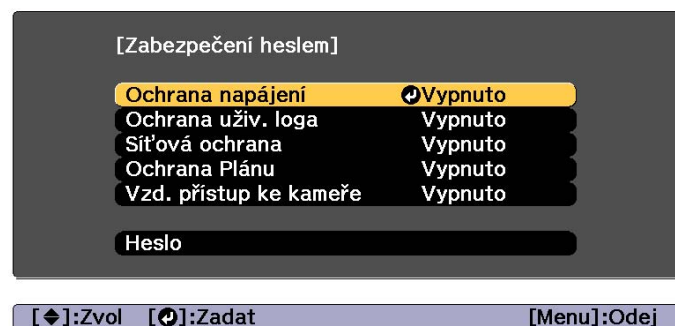 [Zabezpečení heslem]
Ochrana napájení Vypnuto
Ochrana uživ. loga Vypnuto
Síťová ochrana Vypnuto
Ochrana Plánu Vypnuto
Vzd. přístup ke kameře Vypnuto
Heslo
[◆]:Zvol [↵]:Zadat [Menu]:Odej